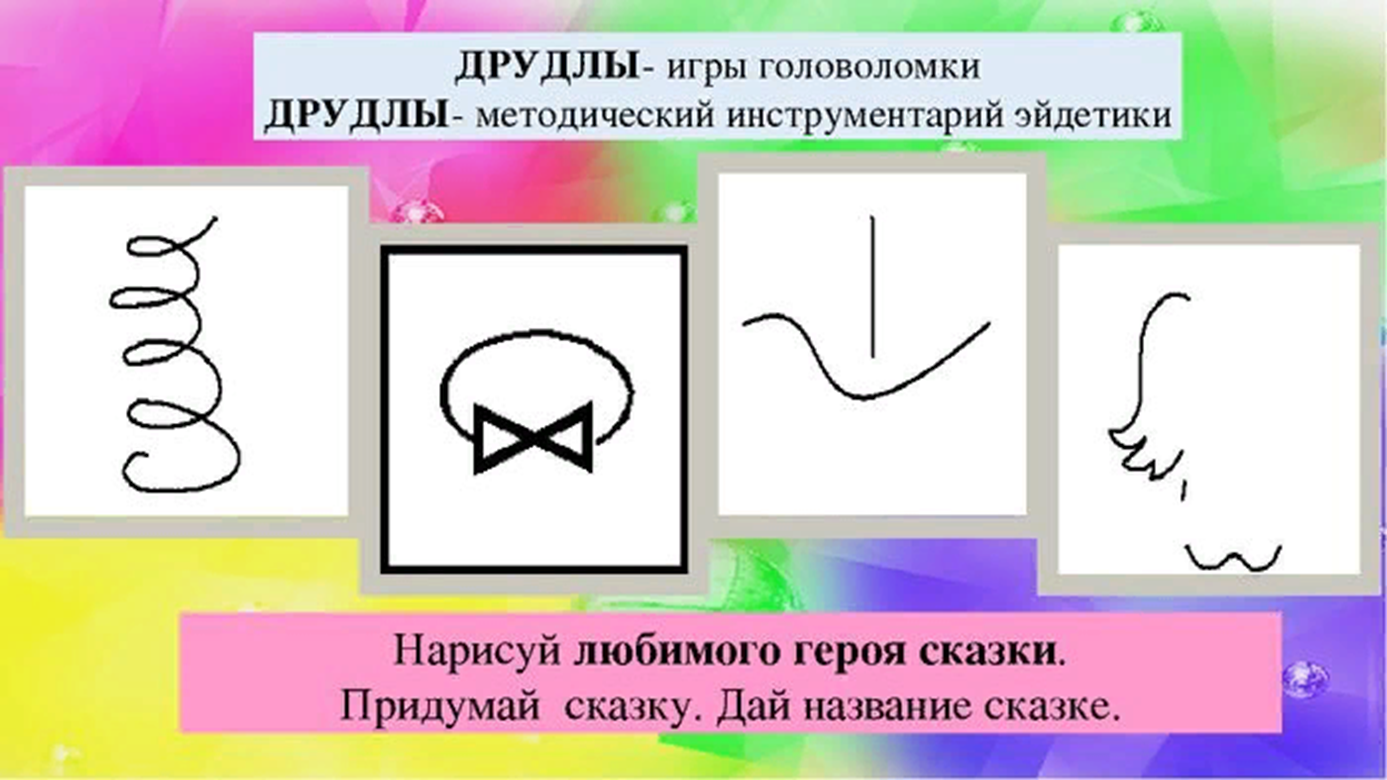 ДРУДЛЫ- игры головоломки
ДРУДЛЫ- методический инструментарий эйдетики
Нарисуй любимого героя сказки.
Придумай сказку. Дай название сказке.